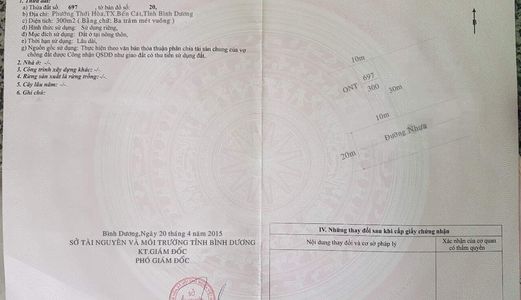 1. Thửa đất:
a) Thửa đất số: 697 tờ bản đồ số: 20,
b) Địa chỉ: Phường Thới Hòa,TX.Bến Cát,Tỉnh Bình Dương
c) Diện tích: 300m² ( Bằng chữ: Ba trăm mét vuông )
d) Hình thức sử dụng: Sử dụng riêng,
đ) Mục đích sử dụng: Đất ở tại nông thôn,
e) Thời hạn sử dụng: Lâu dài,
g) Nguồn gốc sử dụng: Thực hiện theo văn bản thỏa thuận phân chia tài sản chung của vợ
chồng đất được Công nhận QSDĐ như giao đất có thu tiền sử dụng đất.
2. Nhà ở: -/-
3. Công trình xây dựng khác: -/-
4. Rừng sản xuất là rừng trồng: -/-
5. Cây lâu năm: -/-
6. Ghi chú:
Bình Dương,Ngày 20 tháng 4 năm 2015
SỞ TÀI NGUYÊN VÀ MÔI TRƯỜNG TỈNH BÌNH DƯƠNG
KT.GIÁM ĐỐC
PHÓ GIÁM ĐỐC
10m
ONT 697
300 30m
10m
Đường Nhựa
20m
IV. Những thay đổi sau khi cấp giấy chứng nhận
Nội dung thay đổi và cơ sở pháp lý
Xác nhận của cơ quan
có thẩm quyền